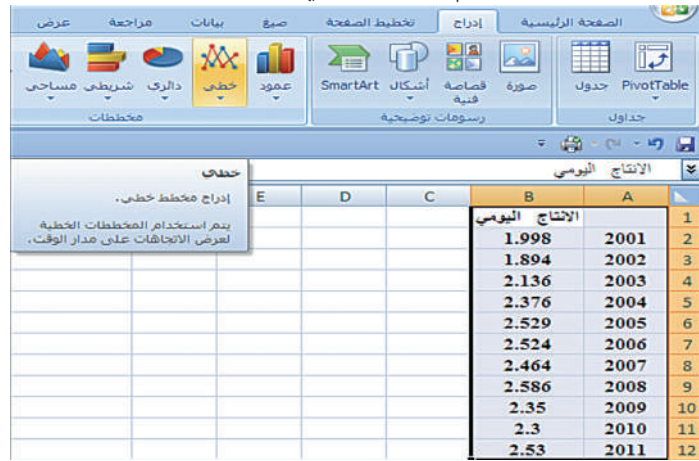 الصفحة الرئيسية إدراج تخطيط الصفحة صيغ بيانات مراجعة عرض
PivotTable جدول صورة قصاصة فنية أشكال SmartArt عمود خطي دائري شريطي مساحي
جداول رسومات توضيحية مخططات
الانتاج اليومي
خطي
إدراج مخطط خطي.
يتم استخدام المخططات الخطية
لعرض الاتجاهات على مدار الوقت.
A B C D E
1 الانتاج اليومي
2 2001 1.998
3 2002 1.894
4 2003 2.136
5 2004 2.376
6 2005 2.529
7 2006 2.524
8 2007 2.464
9 2008 2.586
10 2009 2.35
11 2010 2.3
12 2011 2.53